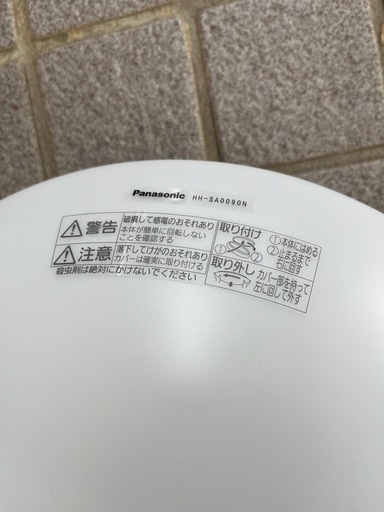 Panasonic HH-SA0090N
警告
破損して感電のおそれあり
本体が簡単に回転しない
ことを確認する
注意
落下してけがのおそれあり
カバーは確実に取り付ける
殺虫剤は絶対にかけないでください
取り付け
①本体にはめる
②止まるまで
右に回す
①
②
取り外し
カバー部を持って
左に回して外す